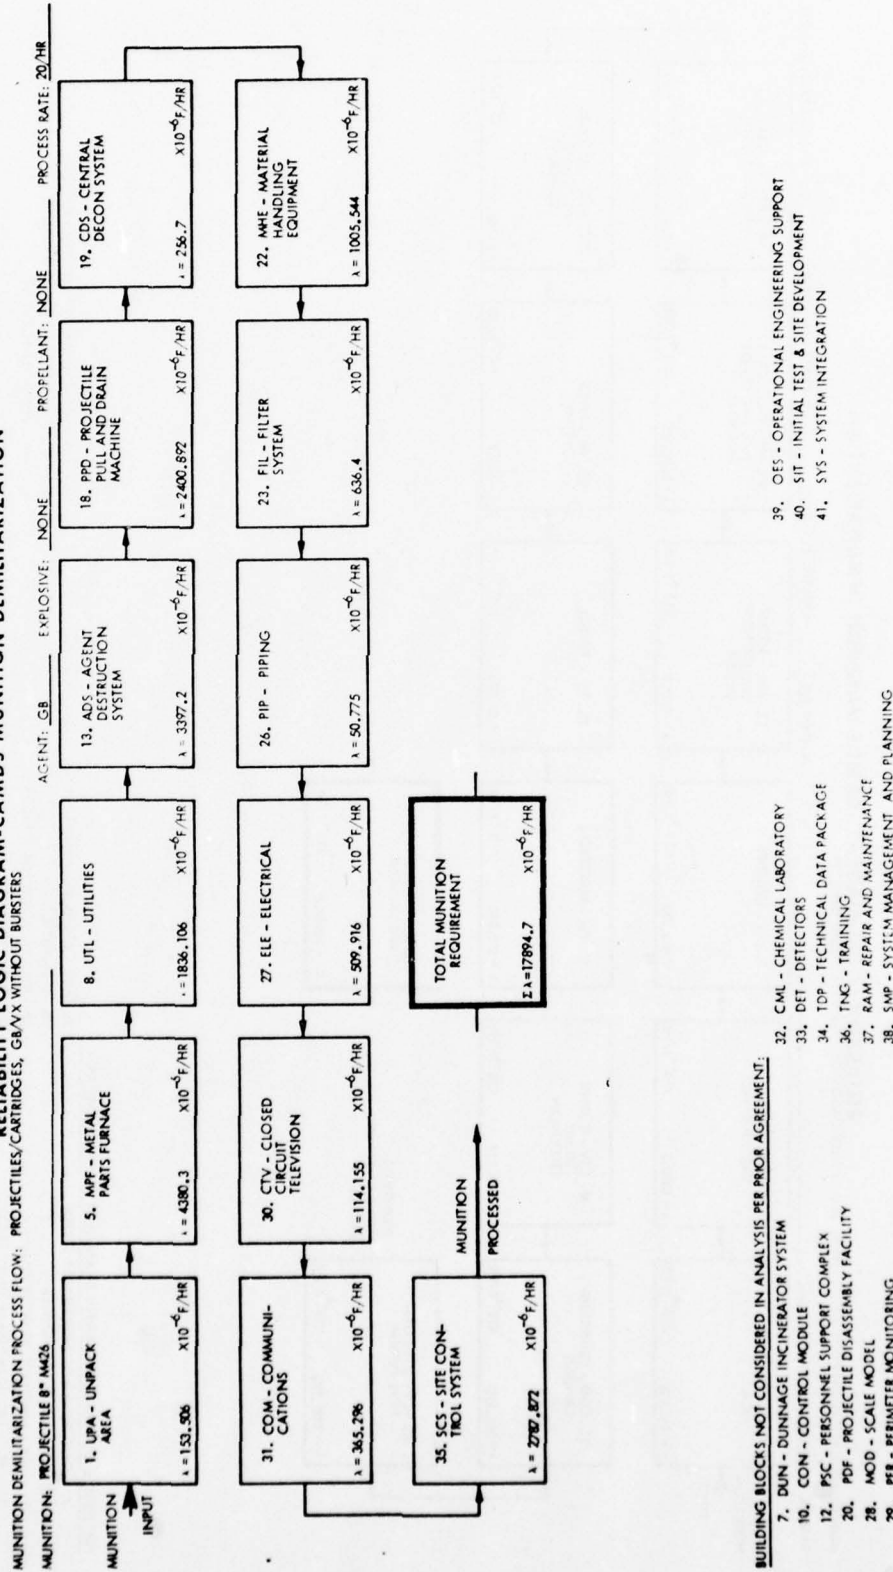 RELIABILITY LOGIC DIAGRAM-CAMDS MUNITION DEMILITARIZATION
MUNITION DEMILITARIZATION PROCESS FLOW: PROJECTILES/CARTRIDGES, GB/VX WITHOUT BURSTERS
MUNITION: PROJECTILE 8" M426 AGENT: GB EXPLOSIVE: NONE PROPELLANT: NONE PROCESS RATE: 20/HR
MUNITION
INPUT
1. UPA - UNPACK
AREA
λ = 153.506 X10⁻⁶F/HR
5. MPF - METAL
PARTS FURNACE
λ = 4380.3 X10⁻⁶F/HR
8. UTL - UTILITIES
λ = 1836.106 X10⁻⁶F/HR
13. ADS - AGENT
DESTRUCTION
SYSTEM
λ = 3397.2 X10⁻⁶F/HR
18. PPD - PROJECTILE
PULL AND DRAIN
MACHINE
λ = 2400.892 X10⁻⁶F/HR
19. CDS - CENTRAL
DECON SYSTEM
λ = 256.7 X10⁻⁶F/HR
22. MHE - MATERIAL
HANDLING
EQUIPMENT
λ = 1005.544 X10⁻⁶F/HR
23. FIL - FILTER
SYSTEM
λ = 636.4 X10⁻⁶F/HR
26. PIP - PIPING
λ = 50.775 X10⁻⁶F/HR
27. ELE - ELECTRICAL
λ = 509.916 X10⁻⁶F/HR
30. CTV - CLOSED
CIRCUIT
TELEVISION
λ = 114.155 X10⁻⁶F/HR
31. COM - COMMUNI-
CATIONS
λ = 365.296 X10⁻⁶F/HR
35. SCS - SITE CON-
TROL SYSTEM
λ = 2787.872 X10⁻⁶F/HR
MUNITION
PROCESSED
TOTAL MUNITION
REQUIREMENT
Σ λ = 17894.7 X10⁻⁶F/HR
BUILDING BLOCKS NOT CONSIDERED IN ANALYSIS PER PRIOR AGREEMENT:
7. DUN - DUNNAGE INCINERATOR SYSTEM
10. CON - CONTROL MODULE
12. PSC - PERSONNEL SUPPORT COMPLEX
20. PDF - PROJECTILE DISASSEMBLY FACILITY
28. MOD - SCALE MODEL
29. PER - PERIMETER MONITORING
32. CML - CHEMICAL LABORATORY
33. DET - DETECTORS
34. TDP - TECHNICAL DATA PACKAGE
36. TNG - TRAINING
37. RAM - REPAIR AND MAINTENANCE
38. SMP - SYSTEM MANAGEMENT AND PLANNING
39. OES - OPERATIONAL ENGINEERING SUPPORT
40. SIT - INITIAL TEST & SITE DEVELOPMENT
41. SYS - SYSTEM INTEGRATION